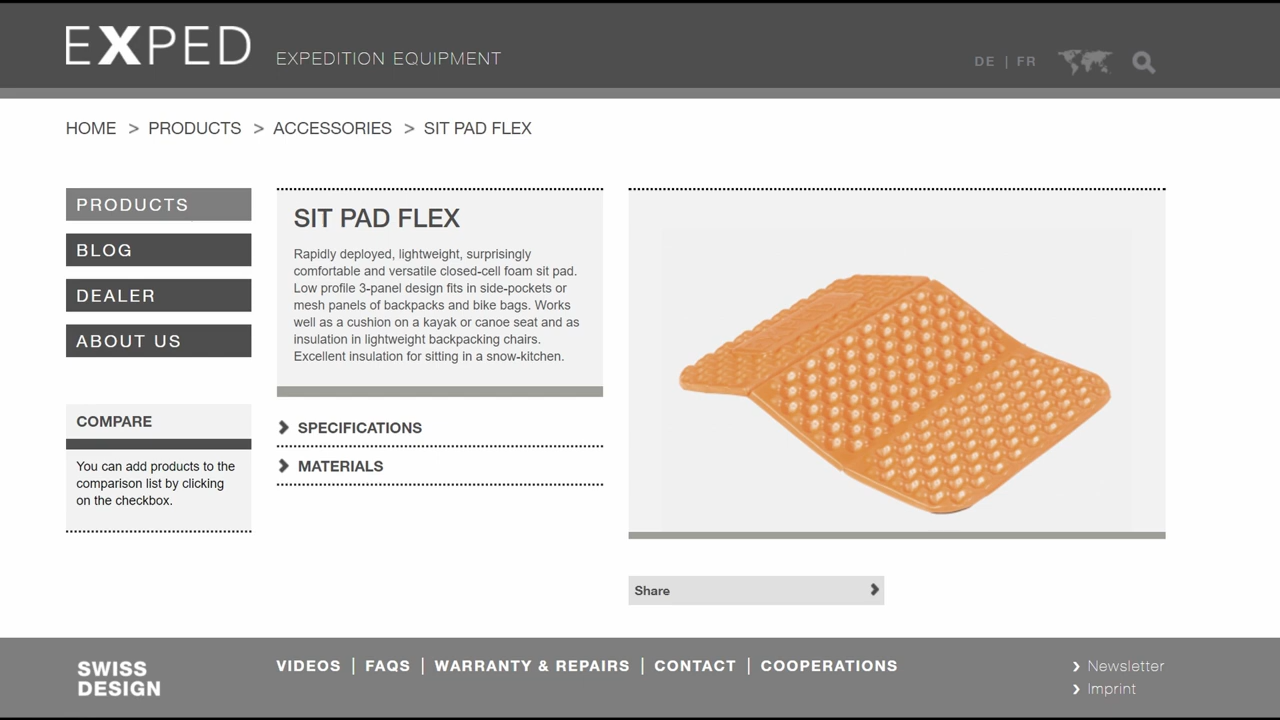 EXPED EXPEDITION EQUIPMENT
DE | FR
HOME > PRODUCTS > ACCESSORIES > SIT PAD FLEX
PRODUCTS
BLOG
DEALER
ABOUT US
COMPARE
You can add products to the
comparison list by clicking
on the checkbox.
SIT PAD FLEX
Rapidly deployed, lightweight, surprisingly
comfortable and versatile closed-cell foam sit pad.
Low profile 3-panel design fits in side-pockets or
mesh panels of backpacks and bike bags. Works
well as a cushion on a kayak or canoe seat and as
insulation in lightweight backpacking chairs.
Excellent insulation for sitting in a snow-kitchen.
SPECIFICATIONS
MATERIALS
Share
SWISS
DESIGN
VIDEOS | FAQS | WARRANTY & REPAIRS | CONTACT | COOPERATIONS
Newsletter
Imprint